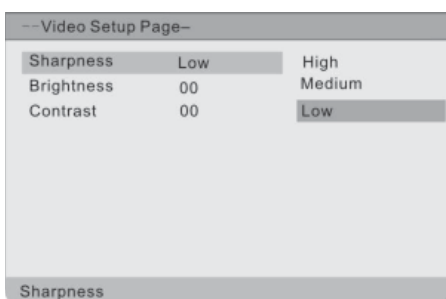 --Video Setup Page–
Sharpness Low High
Brightness 00 Medium
Contrast 00 Low
Sharpness